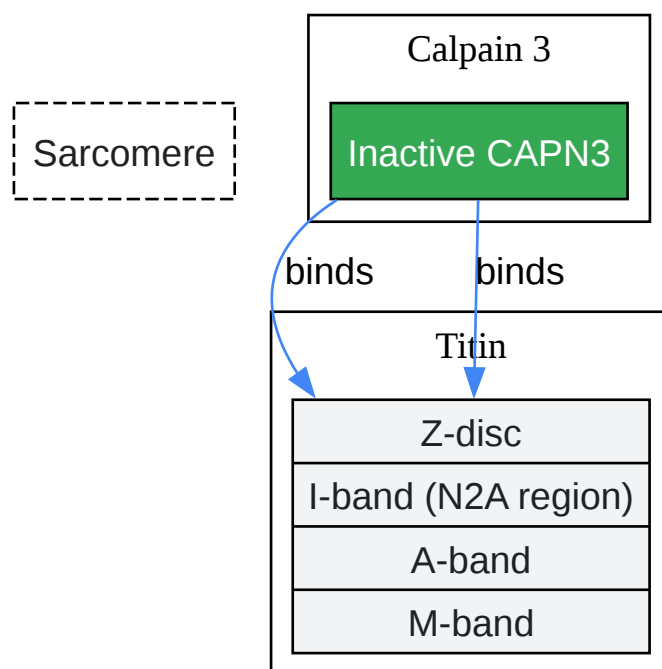 Calpain 3
Sarcomere
Inactive CAPN3
binds
binds
Titin
Z-disc
I-band (N2A region)
A-band
M-band